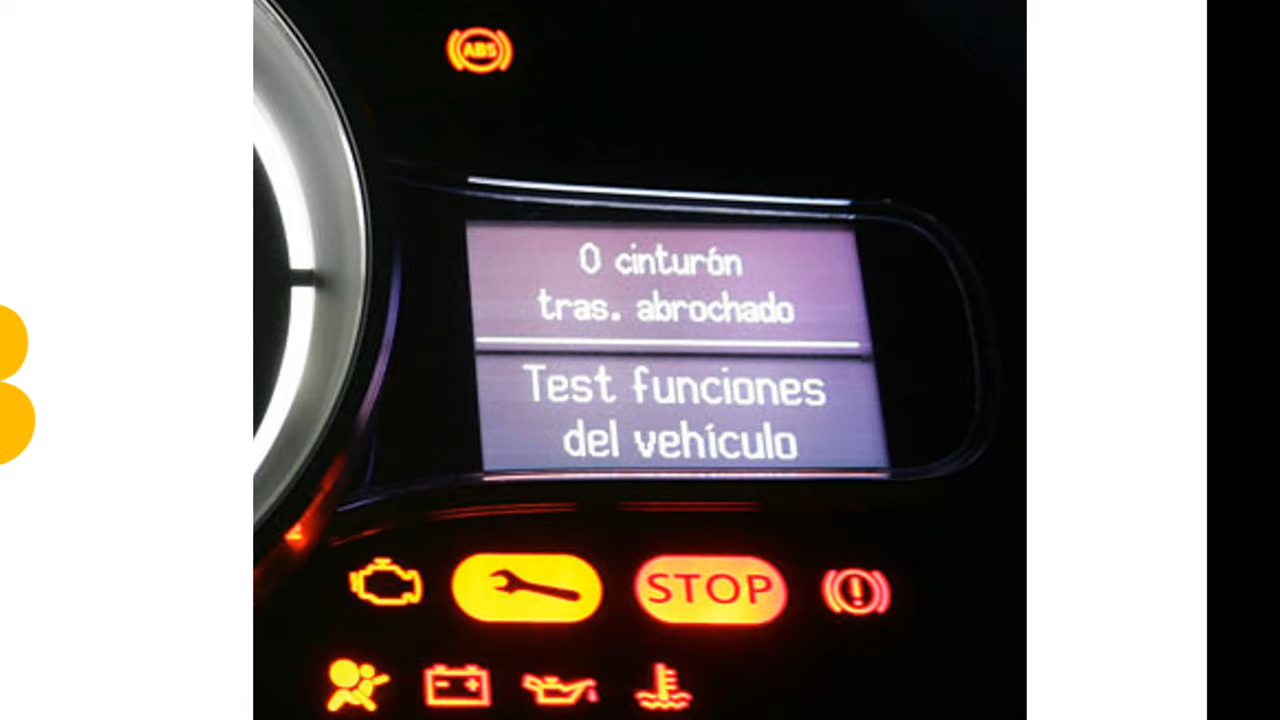 ABS
0 cinturón
tras. abrochado
Test funciones
del vehículo
STOP